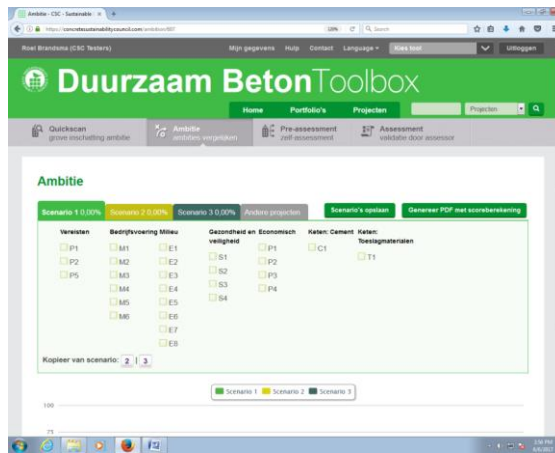 Ambitie - CSC - Sustainable
https://concretesustainabilitycouncil.com/ambitions/807
Search
Roel Brandsma (CSC Testers)
Mijn gegevens Hulp Contact Language
Kies tool
Uitloggen
Duurzaam BetonToolbox
Home Portfolio's Projecten
Projecten
Quickscan
grove inschatting ambitie
Ambitie
ambities vergelijken
Pre-assessment
zelf assessment
Assessment
validatie door assessor
Ambitie
Scenario 1 0,00% Scenario 2 0,00% Scenario 3 0,00% Andere projecten
Scenario's opslaan
Genereer PDF met scoreberekening
Vereisten Bedrijfsvoering Milieu Gezondheid en veiligheid Economisch Keten: Cement Keten: Toeslagmaterialen
P1 M1 E1 S1 P1 C1 T1
P2 M2 E2 S2 P2
P5 M3 E3 S3 P3
M4 E4 S4 P4
M5 E5
M6 E6
E7
E8
Kopieer van scenario: 2 | 3
Scenario 1 Scenario 2 Scenario 3
100
75